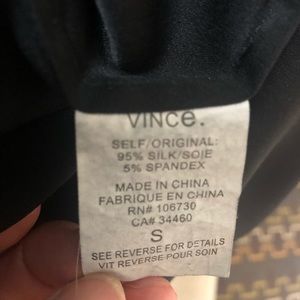 VINCE.
SELF/ORIGINAL:
95% SILK/SOIE
5% SPANDEX
MADE IN CHINA
FABRIQUE EN CHINA
RN# 106730
CA# 34460
S
SEE REVERSE FOR DETAILS
VIT REVERSE POUR SOIN